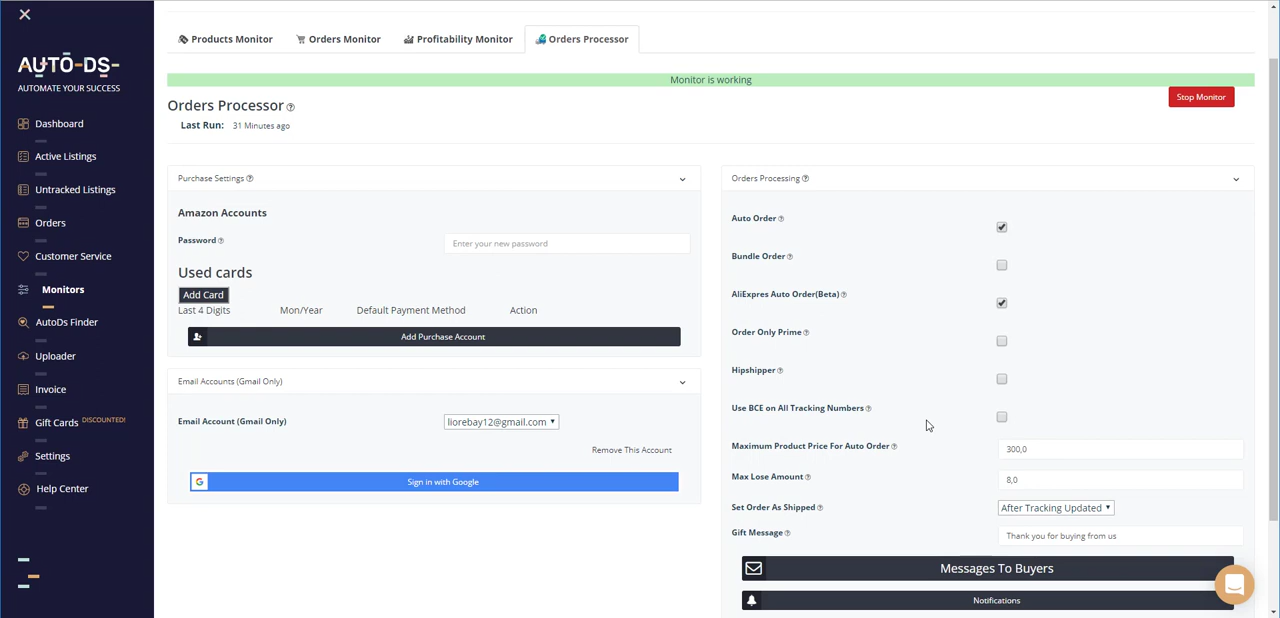 AUTO-DS-
AUTOMATE YOUR SUCCESS
Dashboard
Active Listings
Untracked Listings
Orders
Customer Service
Monitors
AutoDs Finder
Uploader
Invoice
Gift Cards DISCOUNTED!
Settings
Help Center
Products Monitor Orders Monitor Profitability Monitor Orders Processor
Monitor is working
Stop Monitor
Orders Processor
Last Run: 31 Minutes ago
Purchase Settings
Amazon Accounts
Password Enter your new password
Used cards
Add Card
Last 4 Digits Mon/Year Default Payment Method Action
Add Purchase Account
Email Accounts (Gmail Only)
Email Account (Gmail Only) liorebay12@gmail.com
Remove This Account
G Sign in with Google
Orders Processing
Auto Order
Bundle Order
AliExpres Auto Order(Beta)
Order Only Prime
Hipshipper
Use BCE on All Tracking Numbers
Maximum Product Price For Auto Order 300,0
Max Lose Amount 8,0
Set Order As Shipped After Tracking Updated
Gift Message Thank you for buying from us
Messages To Buyers
Notifications